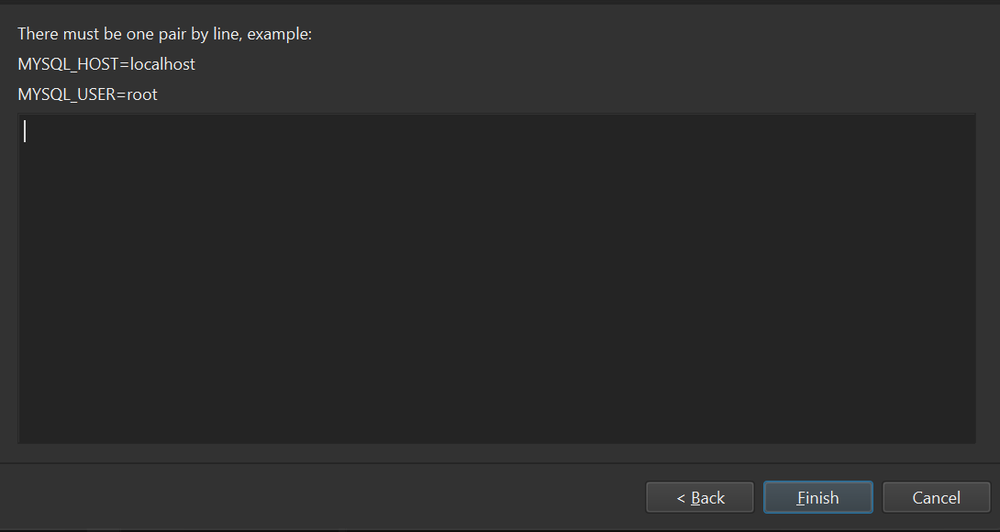 There must be one pair by line, example:
MYSQL_HOST=localhost
MYSQL_USER=root
< Back
Finish
Cancel